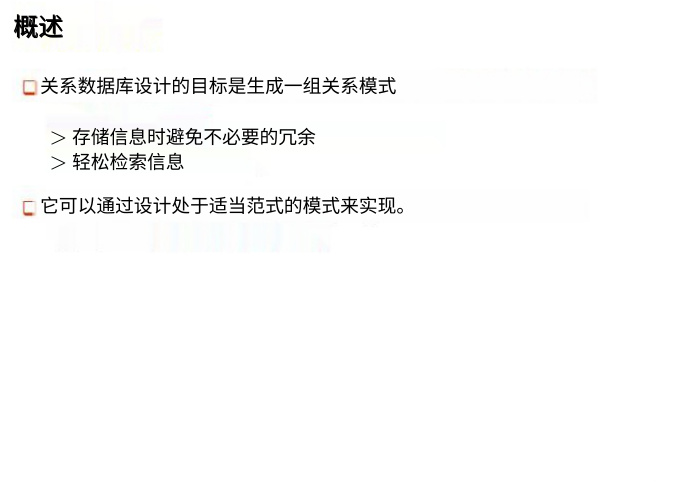 概述
关系数据库设计的目标是生成一组关系模式
> 存储信息时避免不必要的冗余
> 轻松检索信息
它可以通过设计处于适当范式的模式来实现。